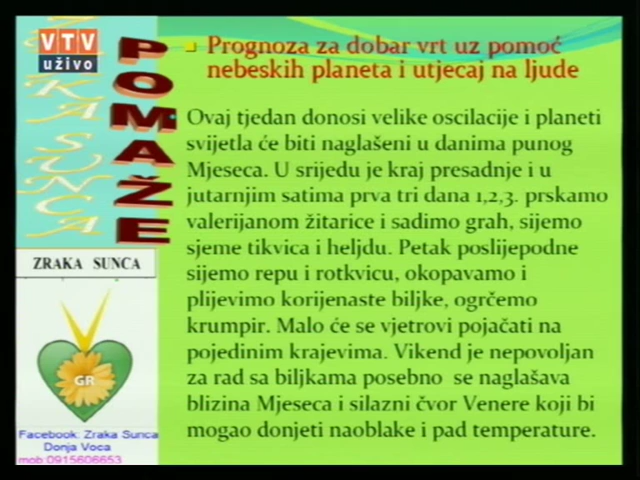 VTV
uživo
ZRAKA SUNCA
POMAŽE
Prognoza za dobar vrt uz pomoć
nebeskih planeta i utjecaj na ljude
Ovaj tjedan donosi velike oscilacije i planeti
svijetla će biti naglašeni u danima punog
Mjeseca. U srijedu je kraj presadnje i u
jutarnjim satima prva tri dana 1,2,3. prskamo
valerijanom žitarice i sadimo grah, sijemo
sjeme tikvica i heljdu. Petak poslijepodne
sijemo repu i rotkvicu, okopavamo i
plijevimo korijenaste biljke, ogrčemo
krumpir. Malo će se vjetrovi pojačati na
pojedinim krajevima. Vikend je nepovoljan
za rad sa biljkama posebno se naglašava
blizina Mjeseca i silazni čvor Venere koji bi
mogao donjeti naoblake i pad temperature.
ZRAKA SUNCA
GR
Facebook: Zraka Sunca
Donja Voca
mob:0915606653